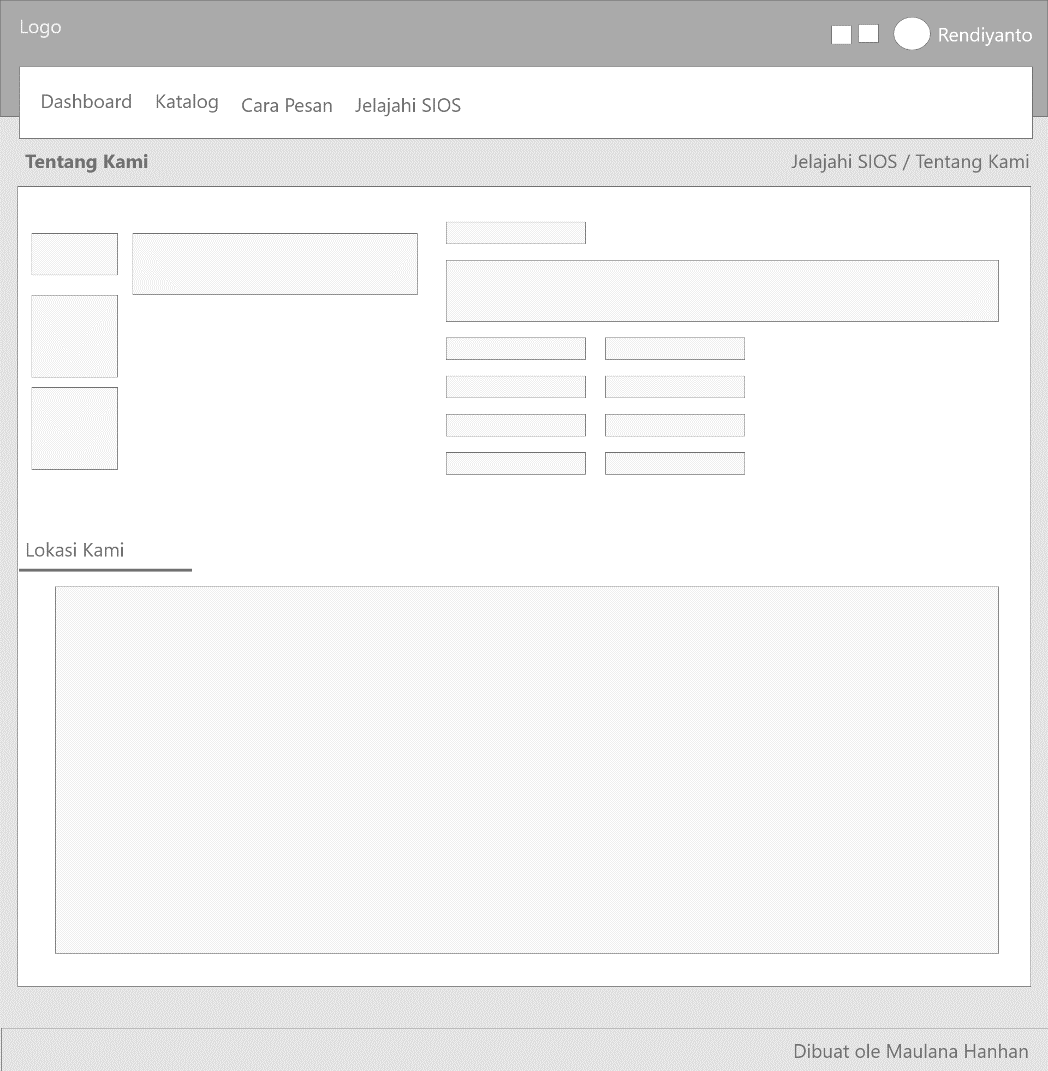 Logo
Rendiyanto
Dashboard Katalog Cara Pesan Jelajahi SIOS
Tentang Kami
Jelajahi SIOS / Tentang Kami
Lokasi Kami
Dibuat ole Maulana Hanhan